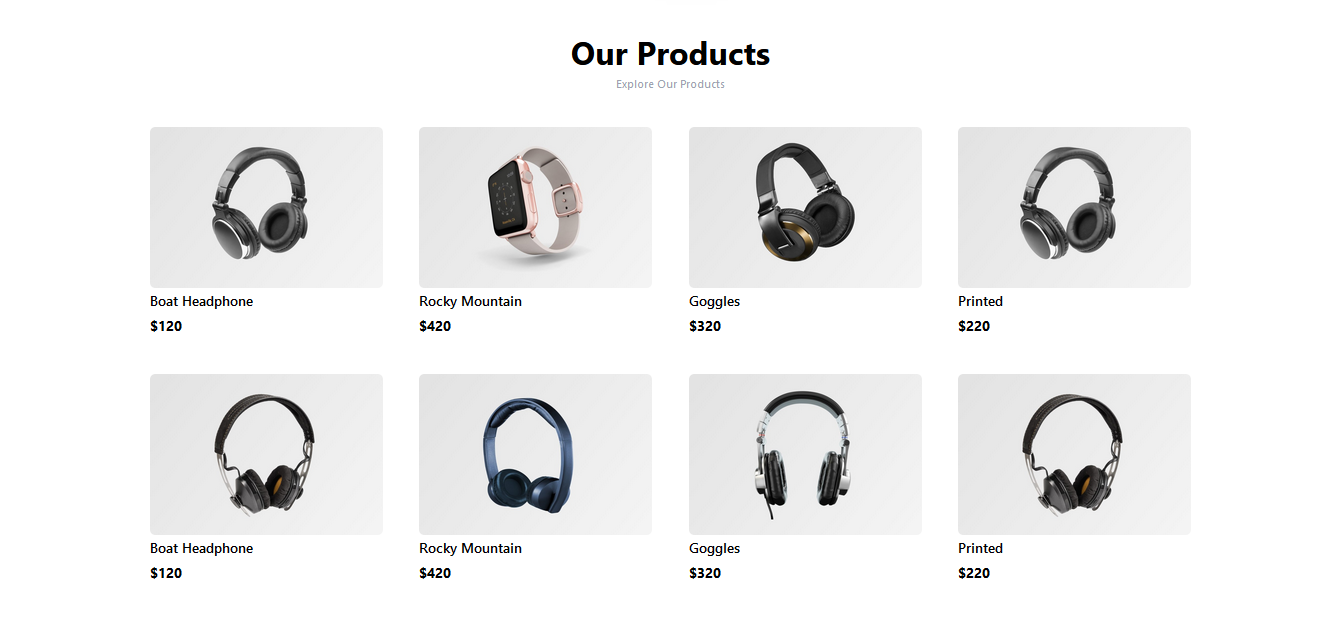 Our Products
Explore Our Products
Boat Headphone
$120
Rocky Mountain
$420
Goggles
$320
Printed
$220
Boat Headphone
$120
Rocky Mountain
$420
Goggles
$320
Printed
$220